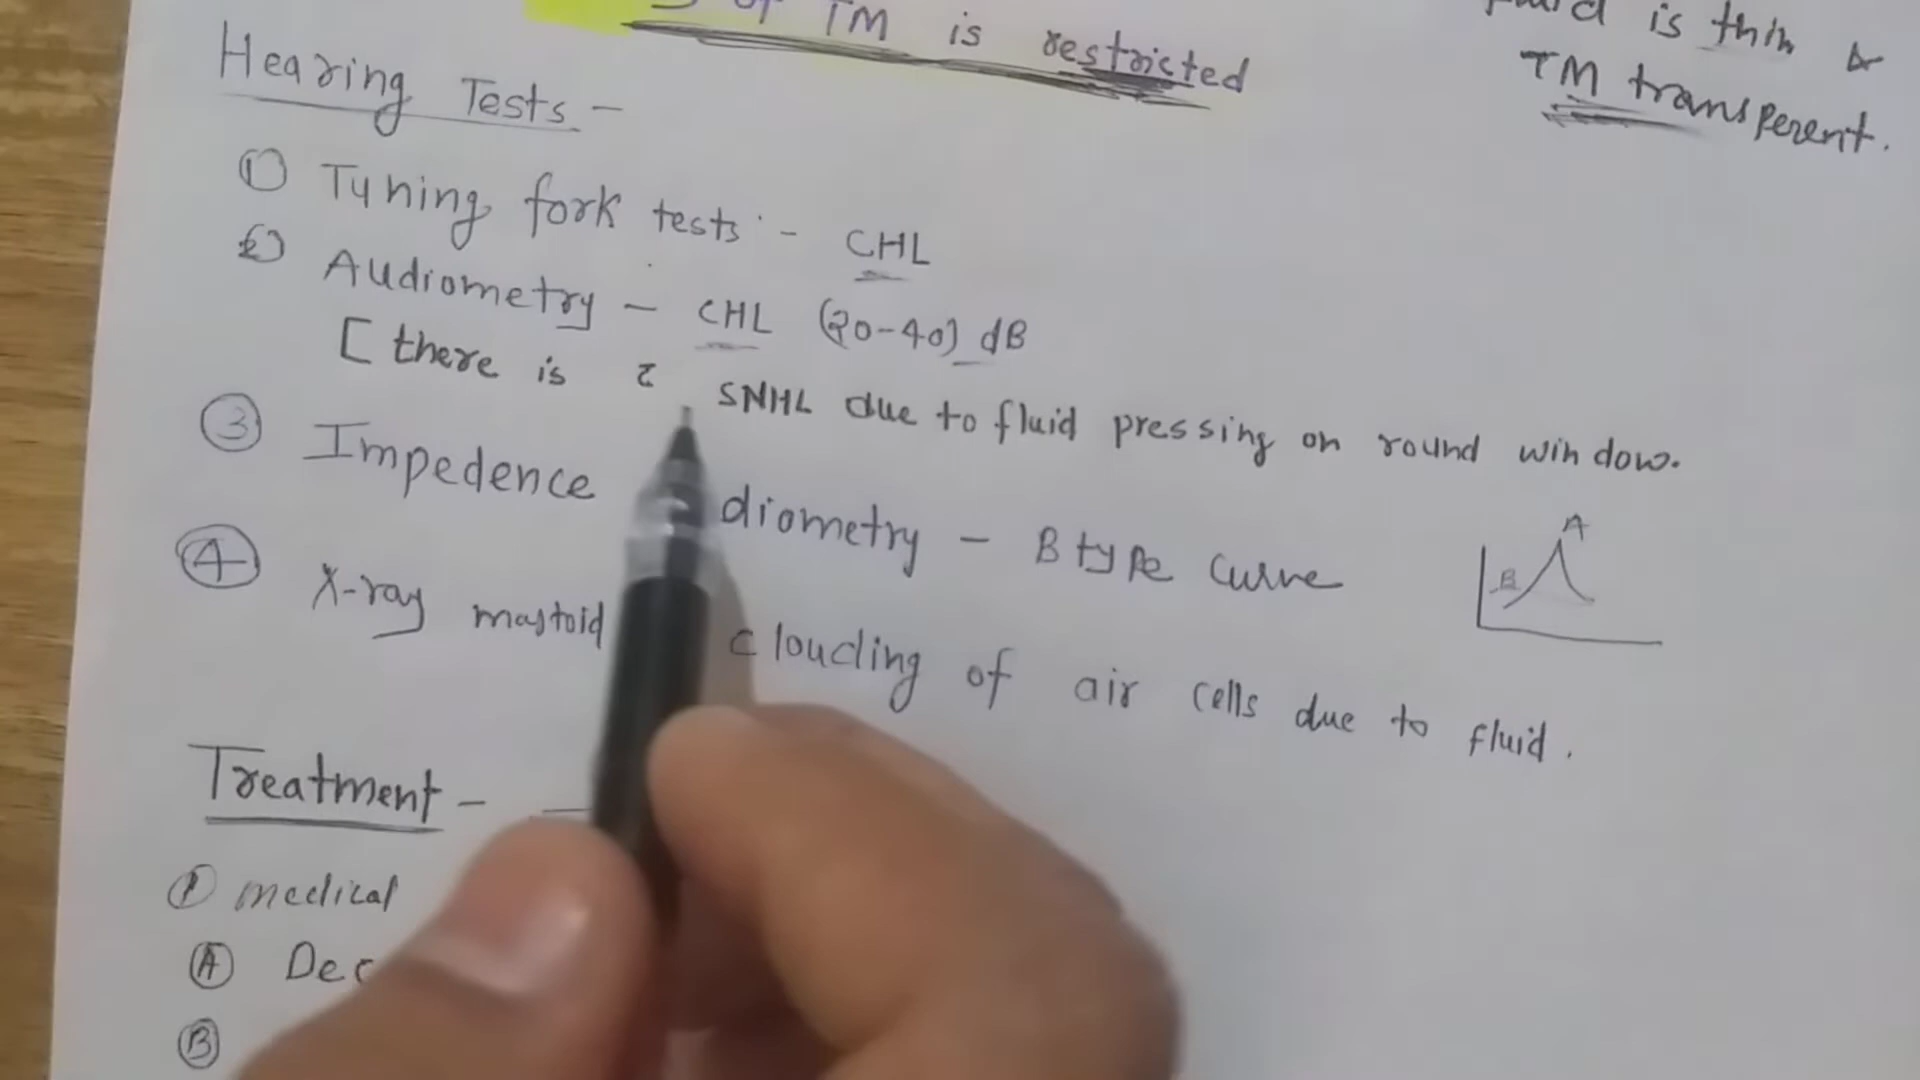 of TM is restricted
is thin &
TM transperent.
Hearing Tests -
① Tuning fork tests - CHL
② Audiometry - CHL (20-40) dB
[ there is SNHL due to fluid pressing on round window.
③ Impedence diometry - B type curve
A
B
④ X-ray mastoid clouding of air cells due to fluid.
Treatment -
① medical
Ⓐ Dec
Ⓑ